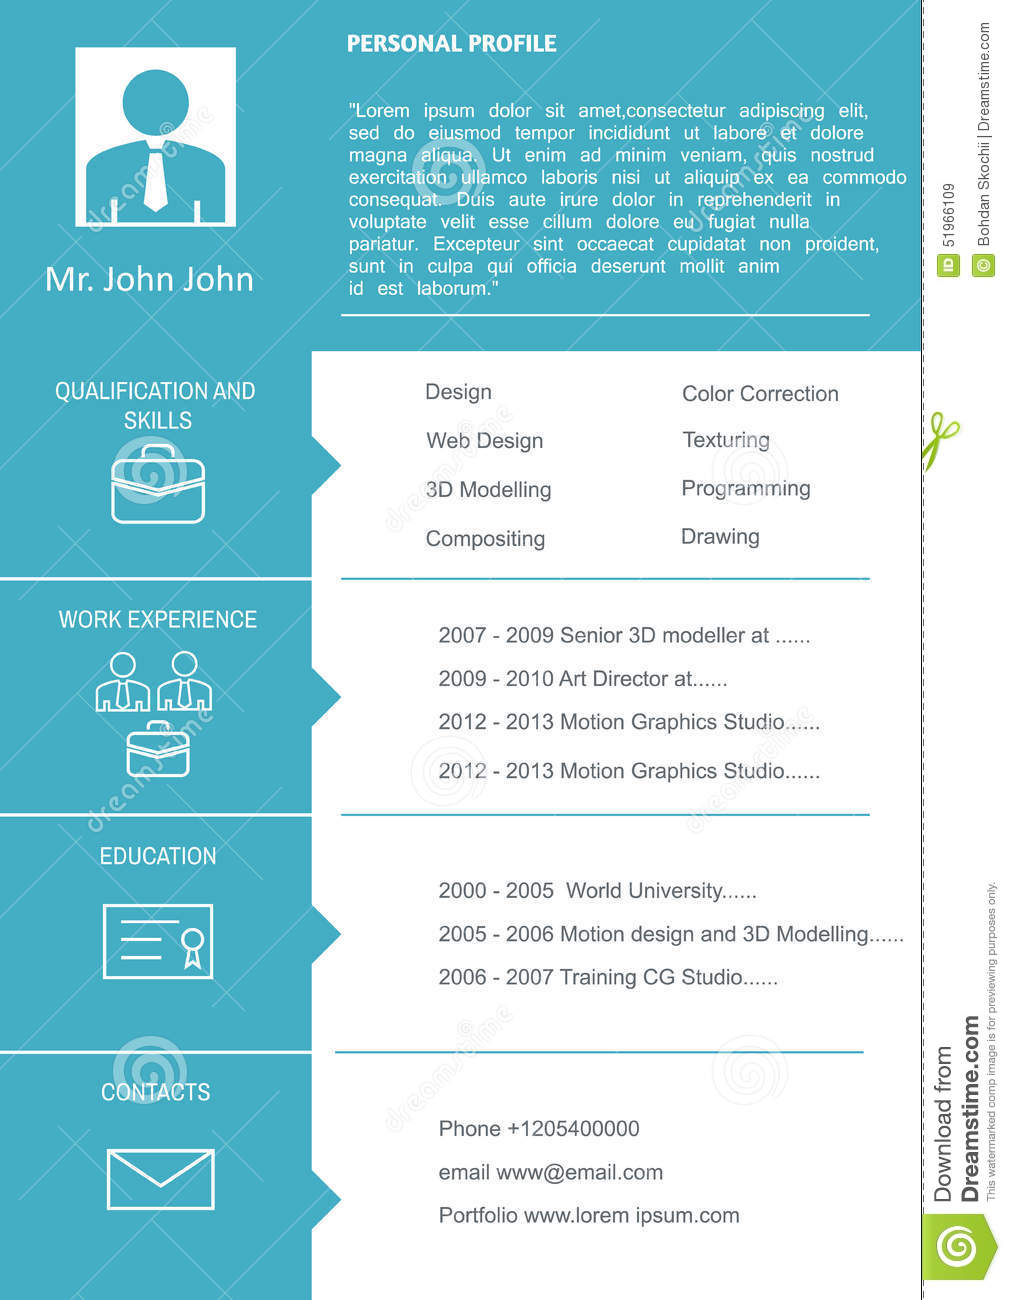 PERSONAL PROFILE
"Lorem ipsum dolor sit amet,consectetur adipiscing elit,
sed do eiusmod tempor incididunt ut labore et dolore
magna aliqua. Ut enim ad minim veniam, quis nostrud
exercitation ullamco laboris nisi ut aliquip ex ea commodo
consequat. Duis aute irure dolor in reprehenderit in
voluptate velit esse cillum dolore eu fugiat nulla
pariatur. Excepteur sint occaecat cupidatat non proident,
sunt in culpa qui officia deserunt mollit anim
id est laborum."
Mr. John John
QUALIFICATION AND
SKILLS
Design
Web Design
3D Modelling
Compositing
Color Correction
Texturing
Programming
Drawing
WORK EXPERIENCE
2007 - 2009 Senior 3D modeller at ......
2009 - 2010 Art Director at......
2012 - 2013 Motion Graphics Studio......
2012 - 2013 Motion Graphics Studio......
EDUCATION
2000 - 2005 World University......
2005 - 2006 Motion design and 3D Modelling......
2006 - 2007 Training CG Studio......
CONTACTS
Phone +1205400000
email www@email.com
Portfolio www.lorem ipsum.com
ID 51966109
© Bohdan Skochii | Dreamstime.com
Download from
Dreamstime.com
This watermarked comp image is for previewing purposes only.
dreamstime
dreamstime
dreamstime
dreamstime
dreamstime
dreamstime